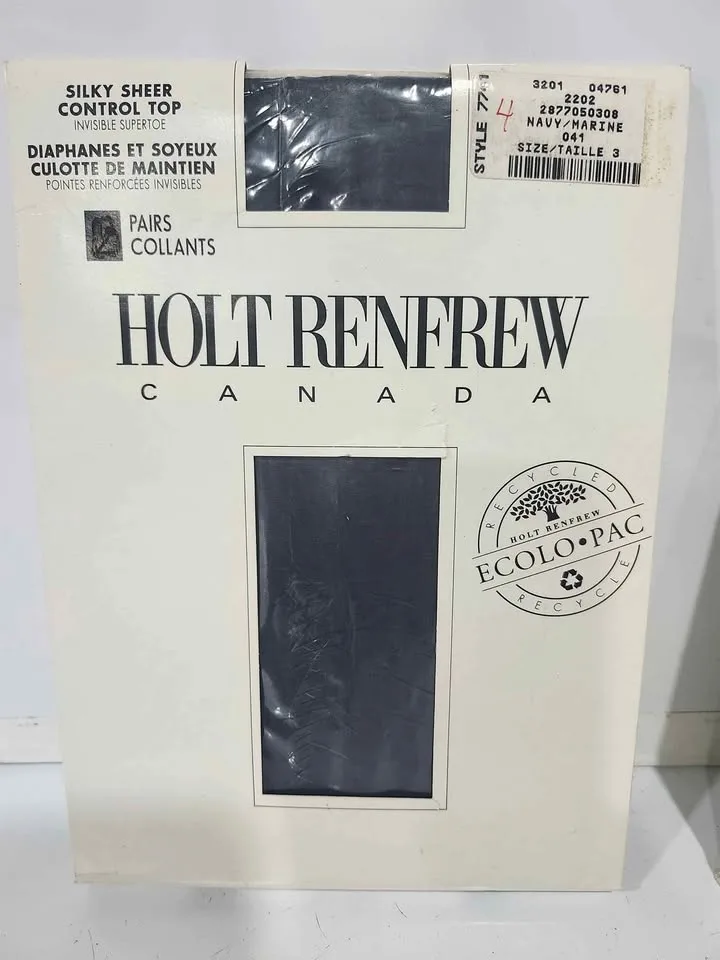 SILKY SHEER
CONTROL TOP
INVISIBLE SUPERTOE
DIAPHANES ET SOYEUX
CULOTTE DE MAINTIEN
POINTES RENFORCÉES INVISIBLES
PAIRS
COLLANTS
STYLE
4
3201 04761
2202
2877050308
NAVY/MARINE
041
SIZE/TAILLE 3
HOLT RENFREW
CANADA
RECYCLED
HOLT RENFREW
ECOLO•PAC
RECYCLE